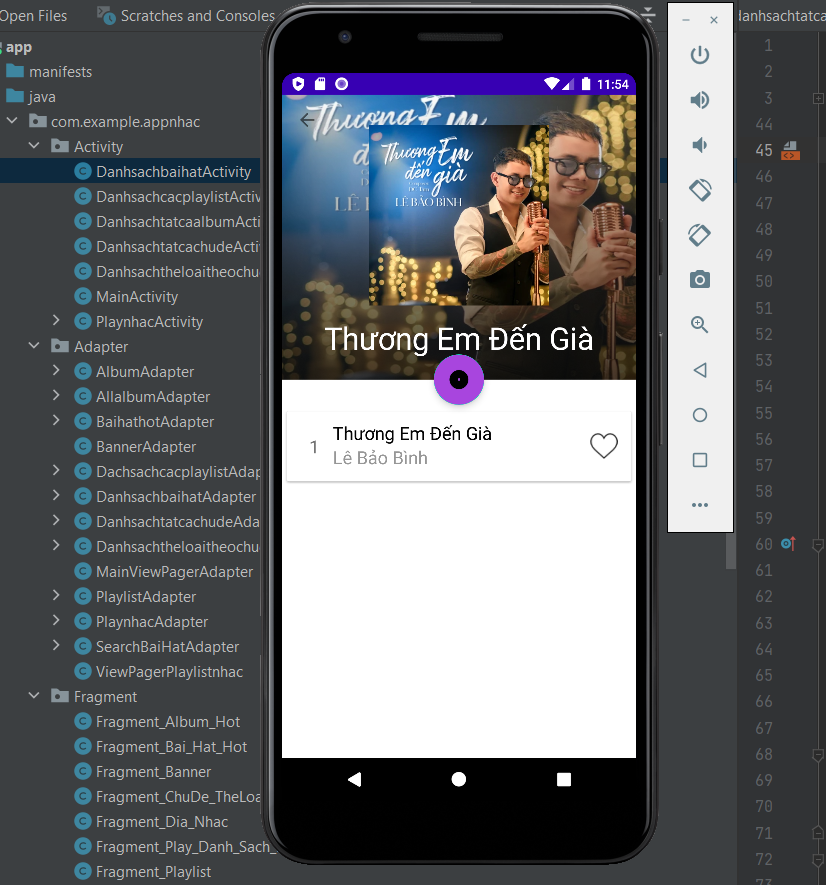 Open Files
Scratches and Consoles
app
manifests
java
com.example.appnhac
Activity
DanhsachbaihatActivity
DanhsachcacplaylistActiv
DanhsachtatcaalbumActi
DanhsachtatcachudeActi
Danhsachtheloaitheochu
MainActivity
PlaynhacActivity
Adapter
AlbumAdapter
AllalbumAdapter
BaihathotAdapter
BannerAdapter
DachsachcacplaylistAdap
DanhsachbaihatAdapter
DanhsachtatcachudeAda
Danhsachtheloaitheochu
MainViewPagerAdapter
PlaylistAdapter
PlaynhacAdapter
SearchBaiHatAdapter
ViewPagerPlaylistnhac
Fragment
Fragment_Album_Hot
Fragment_Bai_Hat_Hot
Fragment_Banner
Fragment_ChuDe_TheLoa
Fragment_Dia_Nhac
Fragment_Play_Danh_Sach_
Fragment_Playlist
11:54
Thương Em
LÊ B
Thương Em
đến già
LÊ BẢO BÌNH
Thương Em Đến Già
1
Thương Em Đến Già
Lê Bảo Bình
danhsachtatca
1
2
3
44
45
46
47
48
49
50
51
52
53
54
55
56
57
58
59
60
61
62
63
64
65
66
67
68
69
70
71
72
73